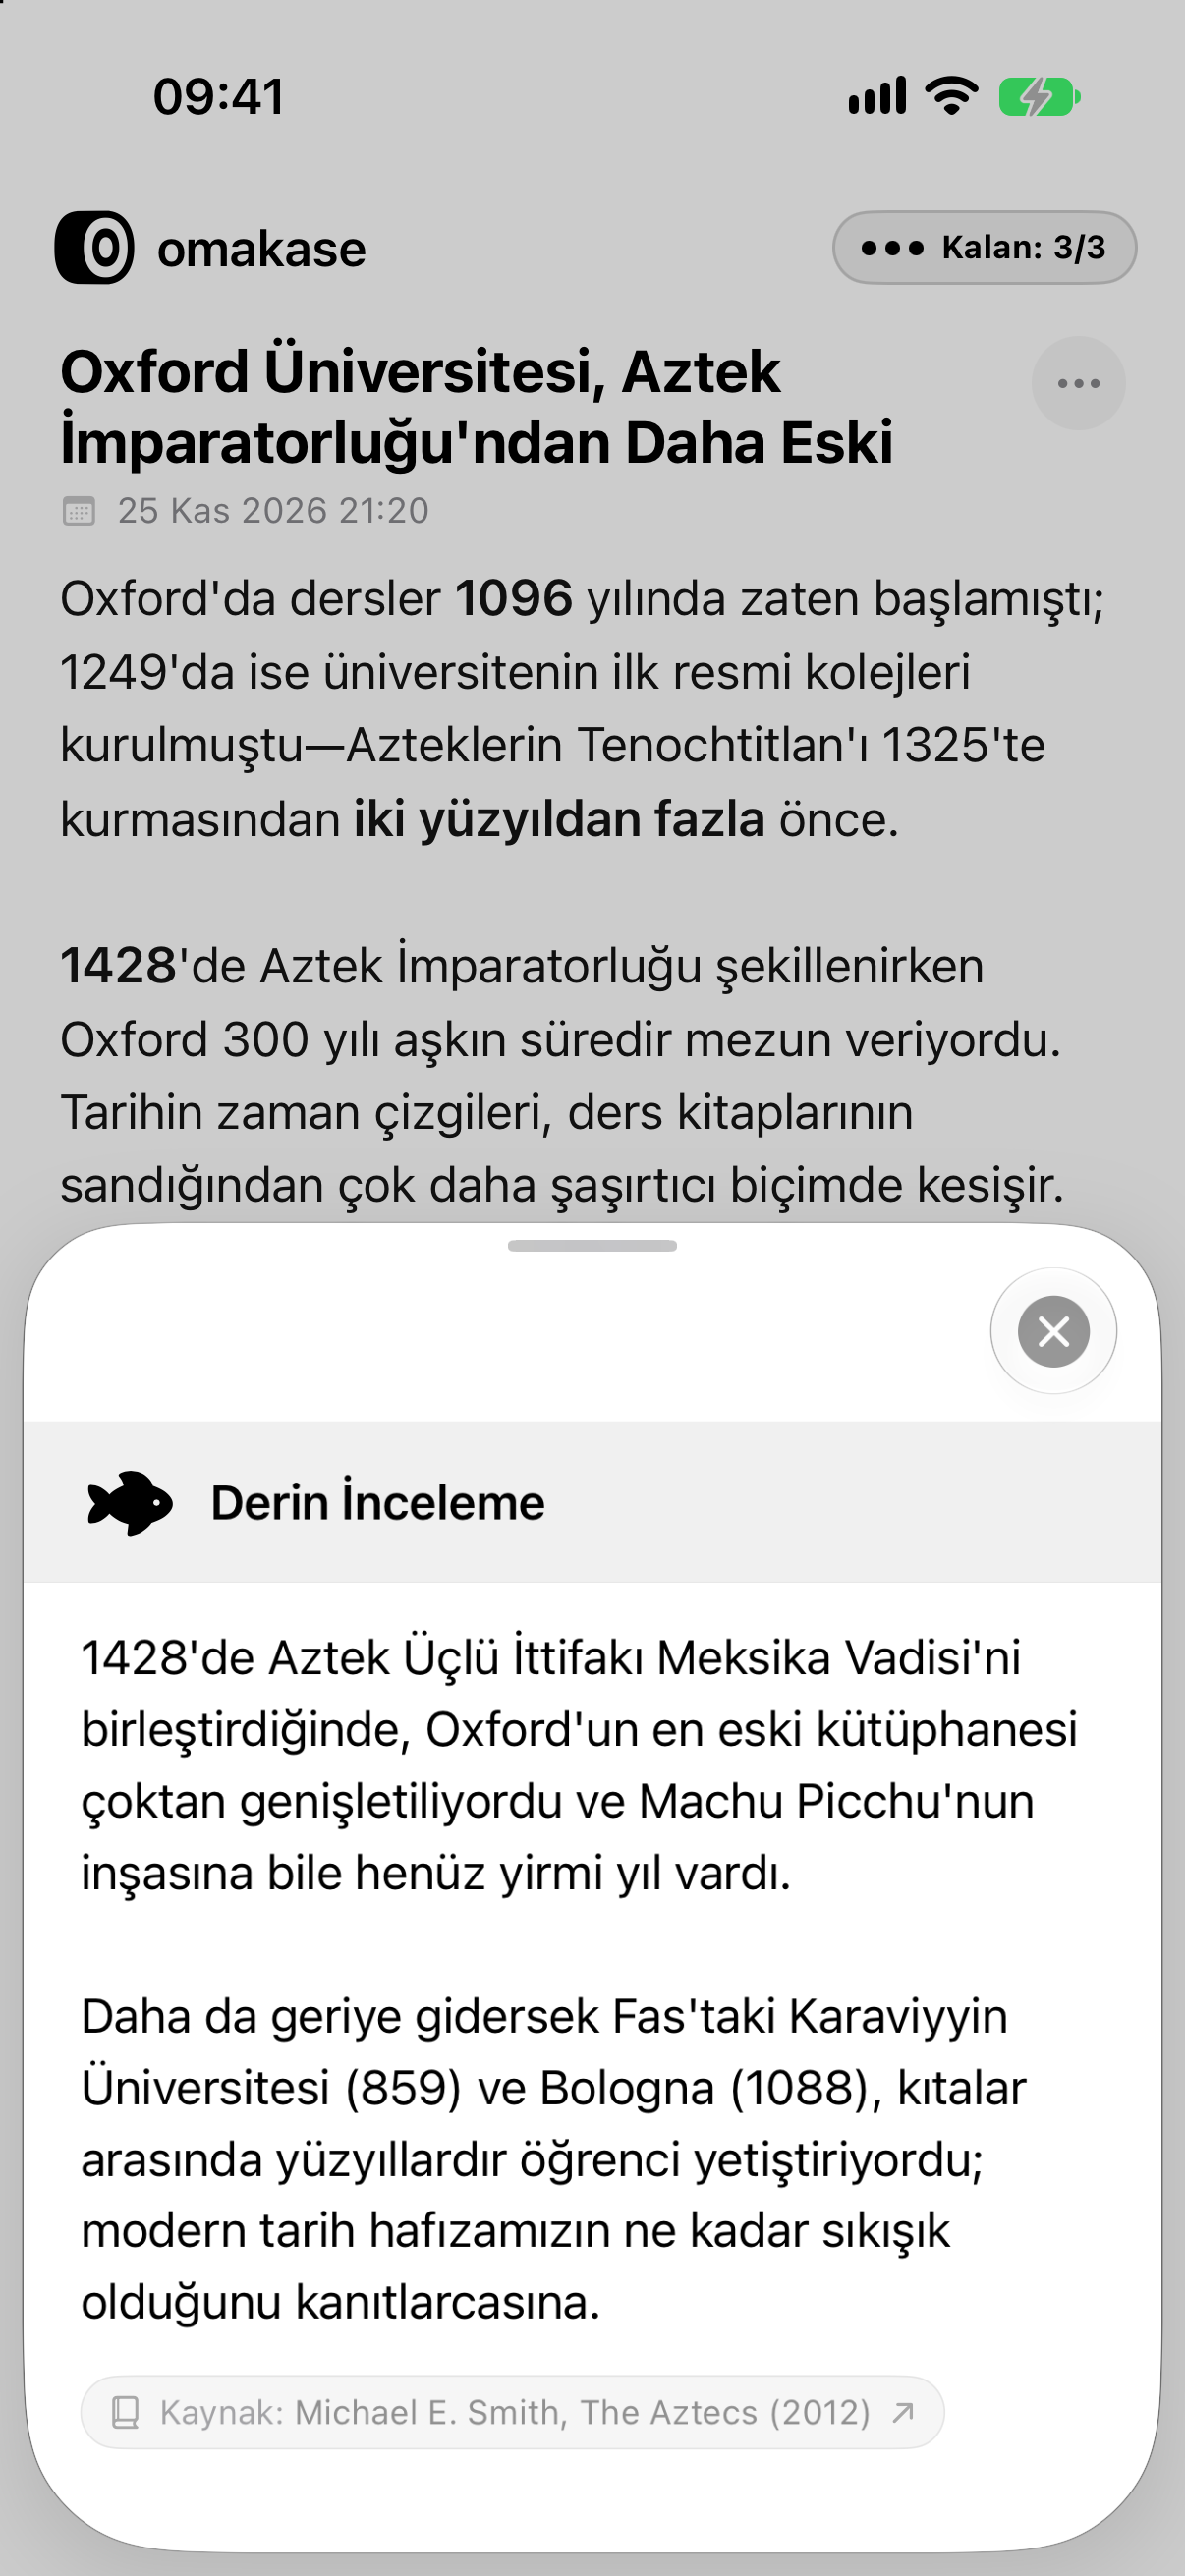 09:41
omakase
Kalan: 3/3
Oxford Üniversitesi, Aztek
İmparatorluğu'ndan Daha Eski
25 Kas 2026 21:20
Oxford'da dersler 1096 yılında zaten başlamıştı;
1249'da ise üniversitenin ilk resmi kolejleri
kurulmuştu—Azteklerin Tenochtitlan'ı 1325'te
kurmasından iki yüzyıldan fazla önce.
1428'de Aztek İmparatorluğu şekillenirken
Oxford 300 yılı aşkın süredir mezun veriyordu.
Tarihin zaman çizgileri, ders kitaplarının
sandığından çok daha şaşırtıcı biçimde kesişir.
Derin İnceleme
1428'de Aztek Üçlü İttifakı Meksika Vadisi'ni
birleştirdiğinde, Oxford'un en eski kütüphanesi
çoktan genişletiliyordu ve Machu Picchu'nun
inşasına bile henüz yirmi yıl vardı.
Daha da geriye gidersek Fas'taki Karaviyyin
Üniversitesi (859) ve Bologna (1088), kıtalar
arasında yüzyıllardır öğrenci yetiştiriyordu;
modern tarih hafızamızın ne kadar sıkışık
olduğunu kanıtlarcasına.
Kaynak: Michael E. Smith, The Aztecs (2012)